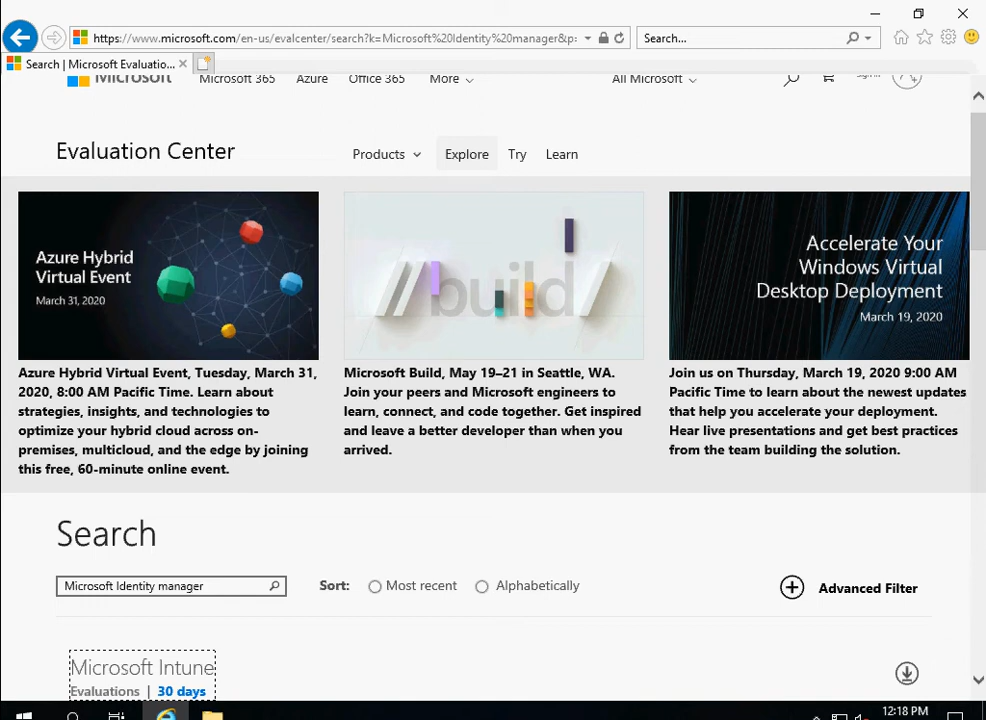 https://www.microsoft.com/en-us/evalcenter/search?k=Microsoft%20Identity%20manager&p:
Search...
Search | Microsoft Evaluatio...
Microsoft
Microsoft 365
Azure
Office 365
More
All Microsoft
Evaluation Center
Products
Explore
Try
Learn
Azure Hybrid
Virtual Event
March 31, 2020
//build/
Accelerate Your
Windows Virtual
Desktop Deployment
March 19, 2020
Azure Hybrid Virtual Event, Tuesday, March 31,
2020, 8:00 AM Pacific Time. Learn about
strategies, insights, and technologies to
optimize your hybrid cloud across on-
premises, multicloud, and the edge by joining
this free, 60-minute online event.
Microsoft Build, May 19–21 in Seattle, WA.
Join your peers and Microsoft engineers to
learn, connect, and code together. Get inspired
and leave a better developer than when you
arrived.
Join us on Thursday, March 19, 2020 9:00 AM
Pacific Time to learn about the newest updates
that help you accelerate your deployment.
Hear live presentations and get best practices
from the team building the solution.
Search
Microsoft Identity manager
Sort:
Most recent
Alphabetically
Advanced Filter
Microsoft Intune
Evaluations | 30 days
12:18 PM